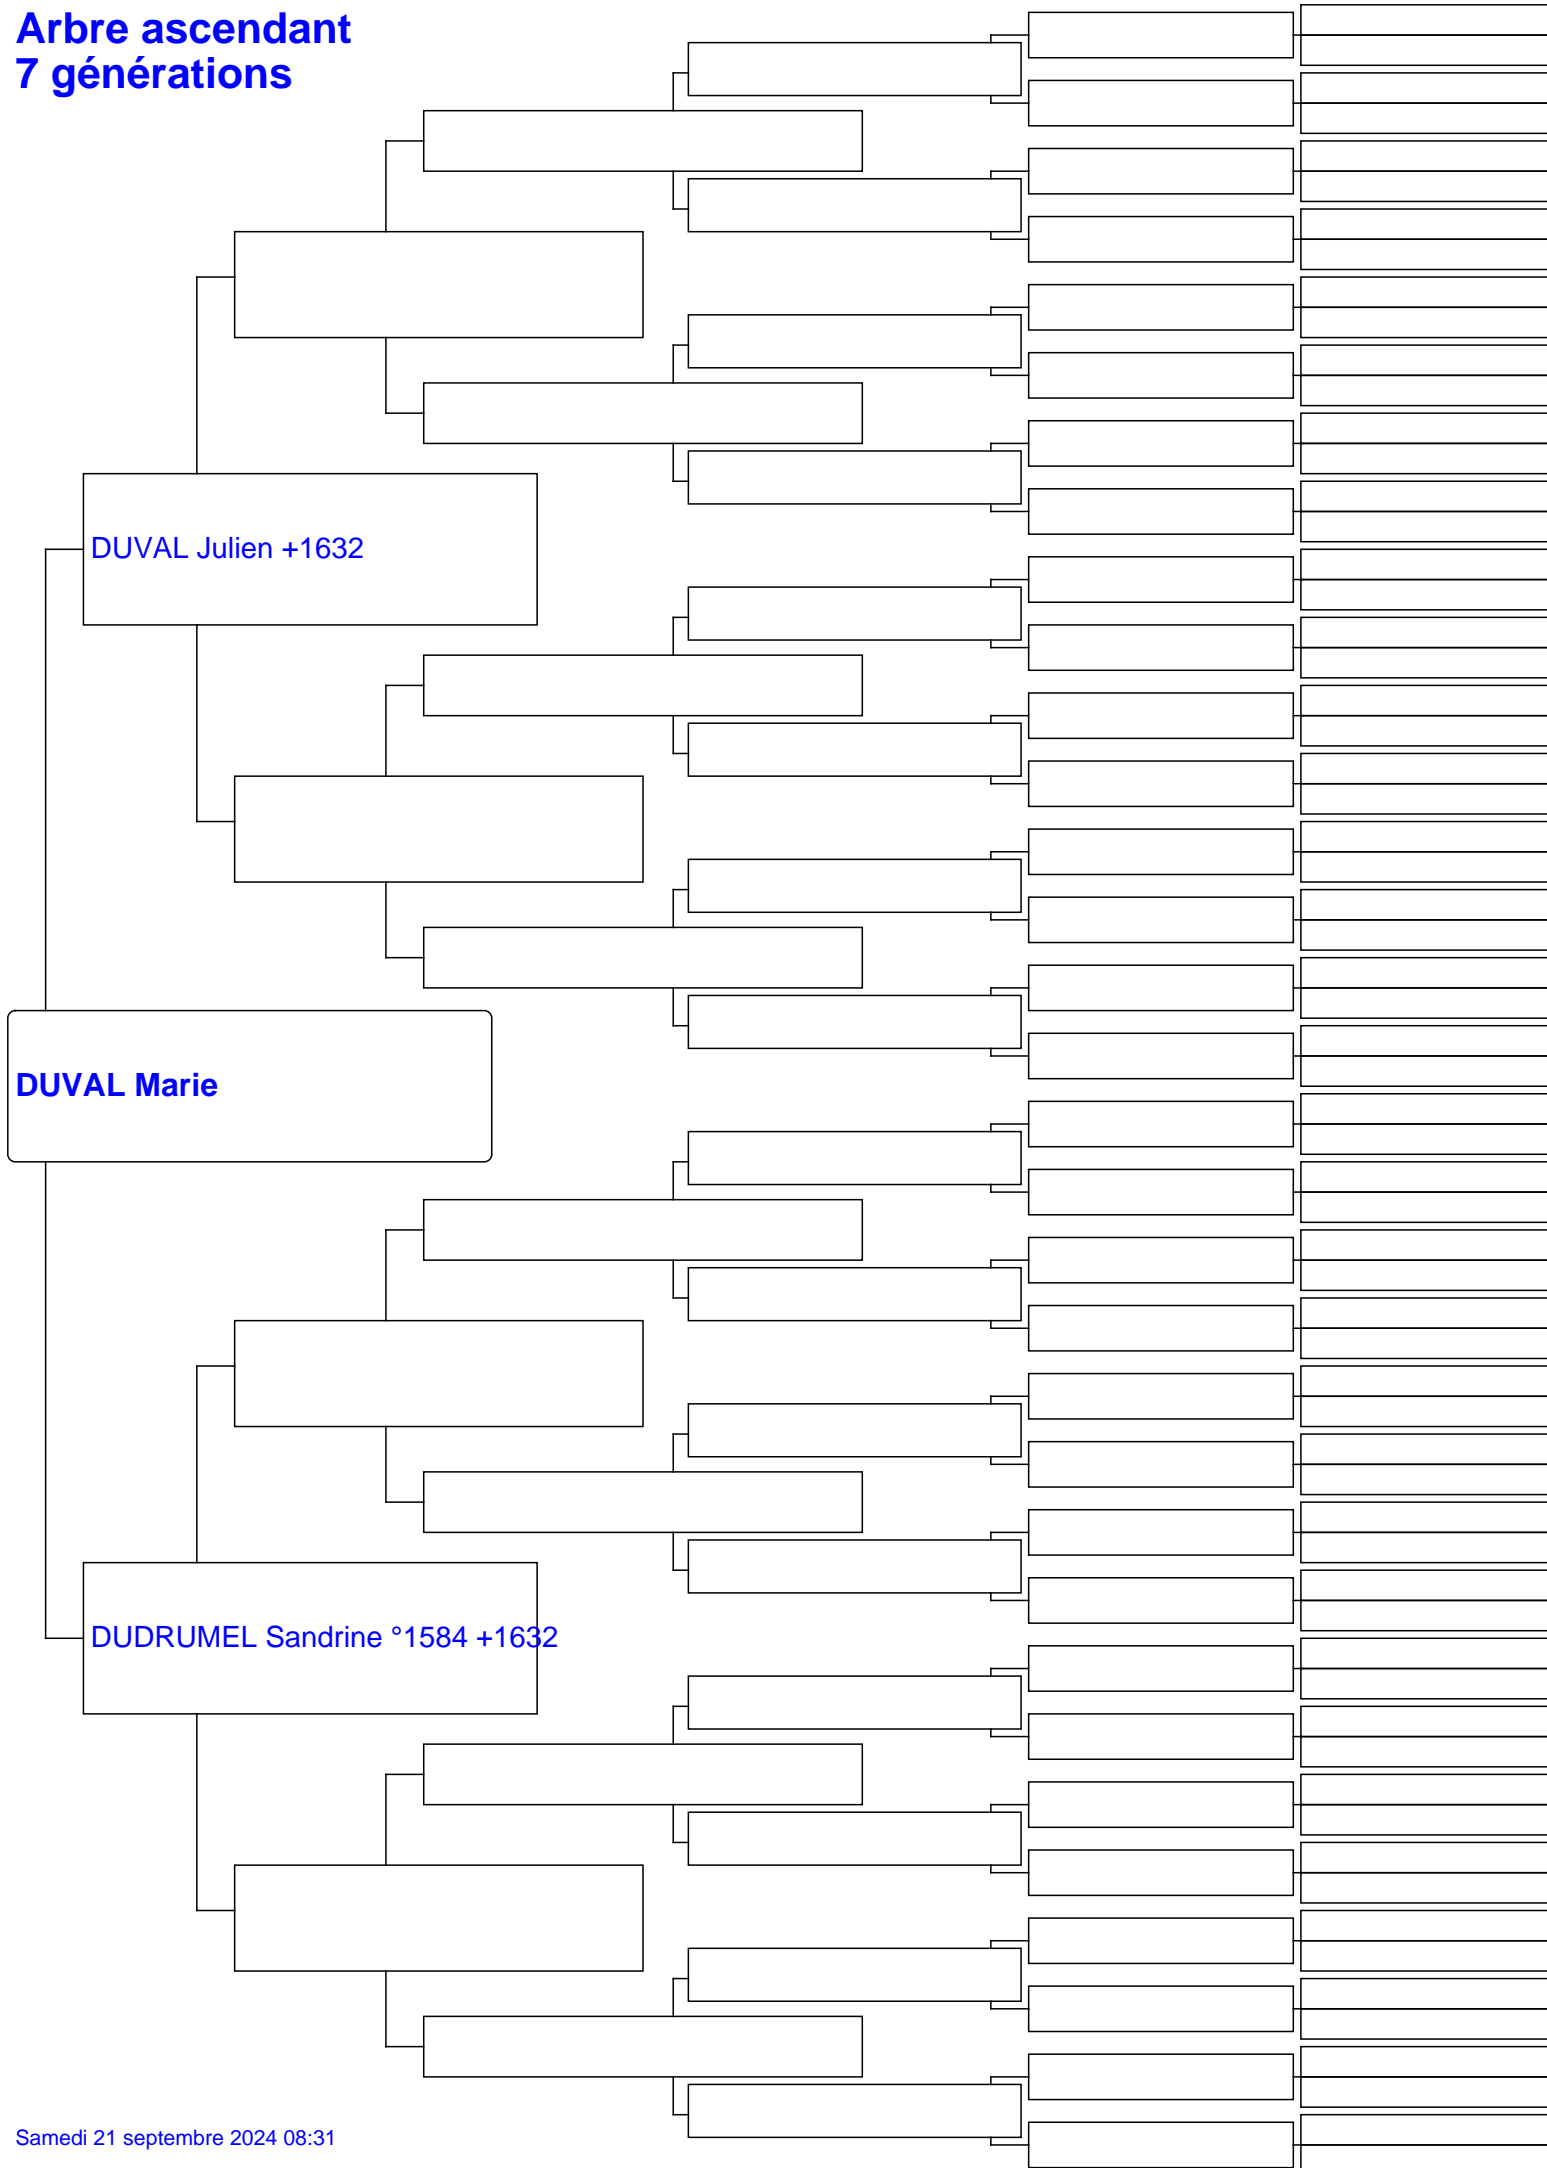 Arbre ascendant
7 générations
DUVAL Julien +1632
DUVAL Marie
DUDRUMEL Sandrine °1584 +1632
Samedi 21 septembre 2024 08:31